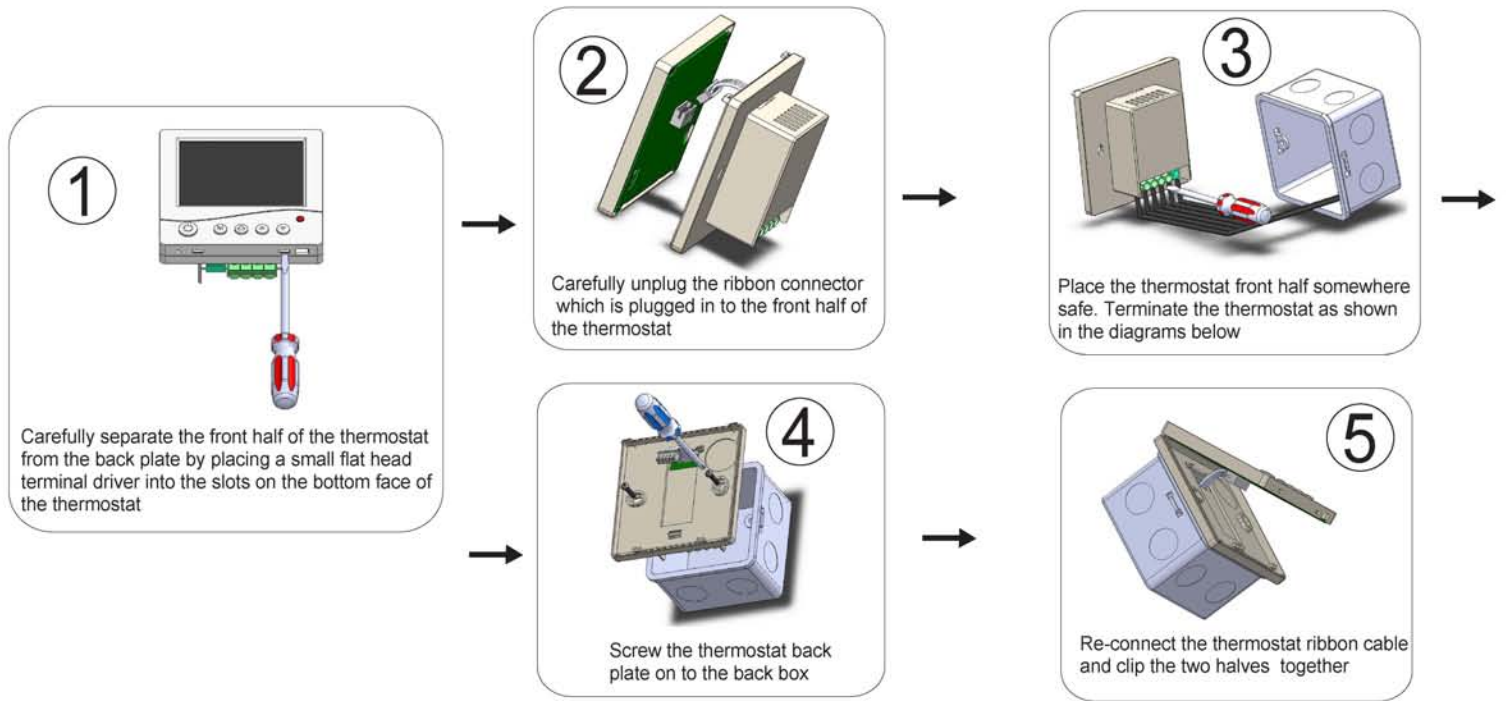 1
Carefully separate the front half of the thermostat
from the back plate by placing a small flat head
terminal driver into the slots on the bottom face of
the thermostat
2
Carefully unplug the ribbon connector
which is plugged in to the front half of
the thermostat
3
Place the thermostat front half somewhere
safe. Terminate the thermostat as shown
in the diagrams below
4
Screw the thermostat back
plate on to the back box
5
Re-connect the thermostat ribbon cable
and clip the two halves together